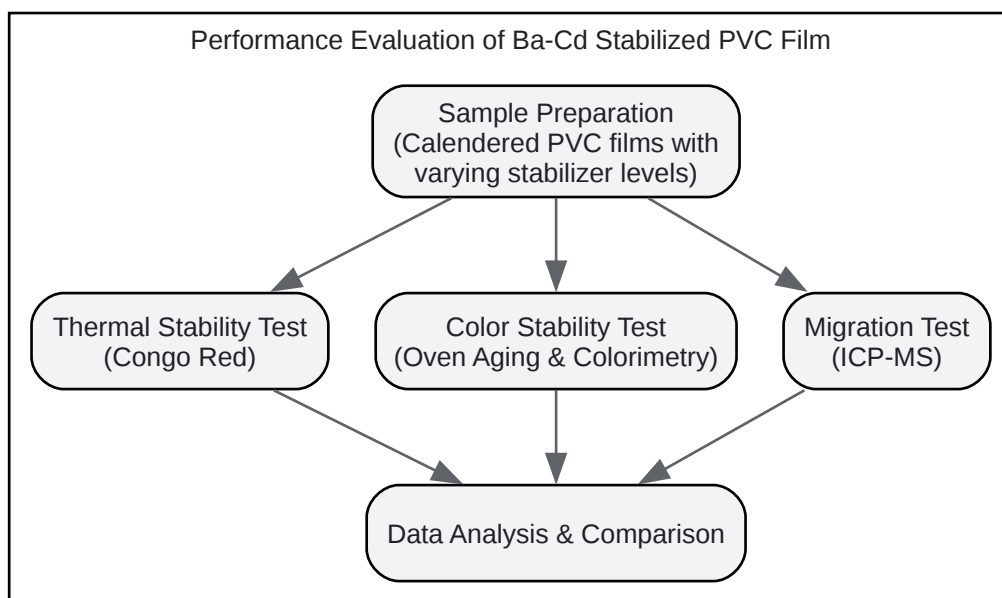 Performance Evaluation of Ba-Cd Stabilized PVC Film
Sample Preparation
(Calendered PVC films with
varying stabilizer levels)
Thermal Stability Test
(Congo Red)
Color Stability Test
(Oven Aging & Colorimetry)
Migration Test
(ICP-MS)
Data Analysis & Comparison